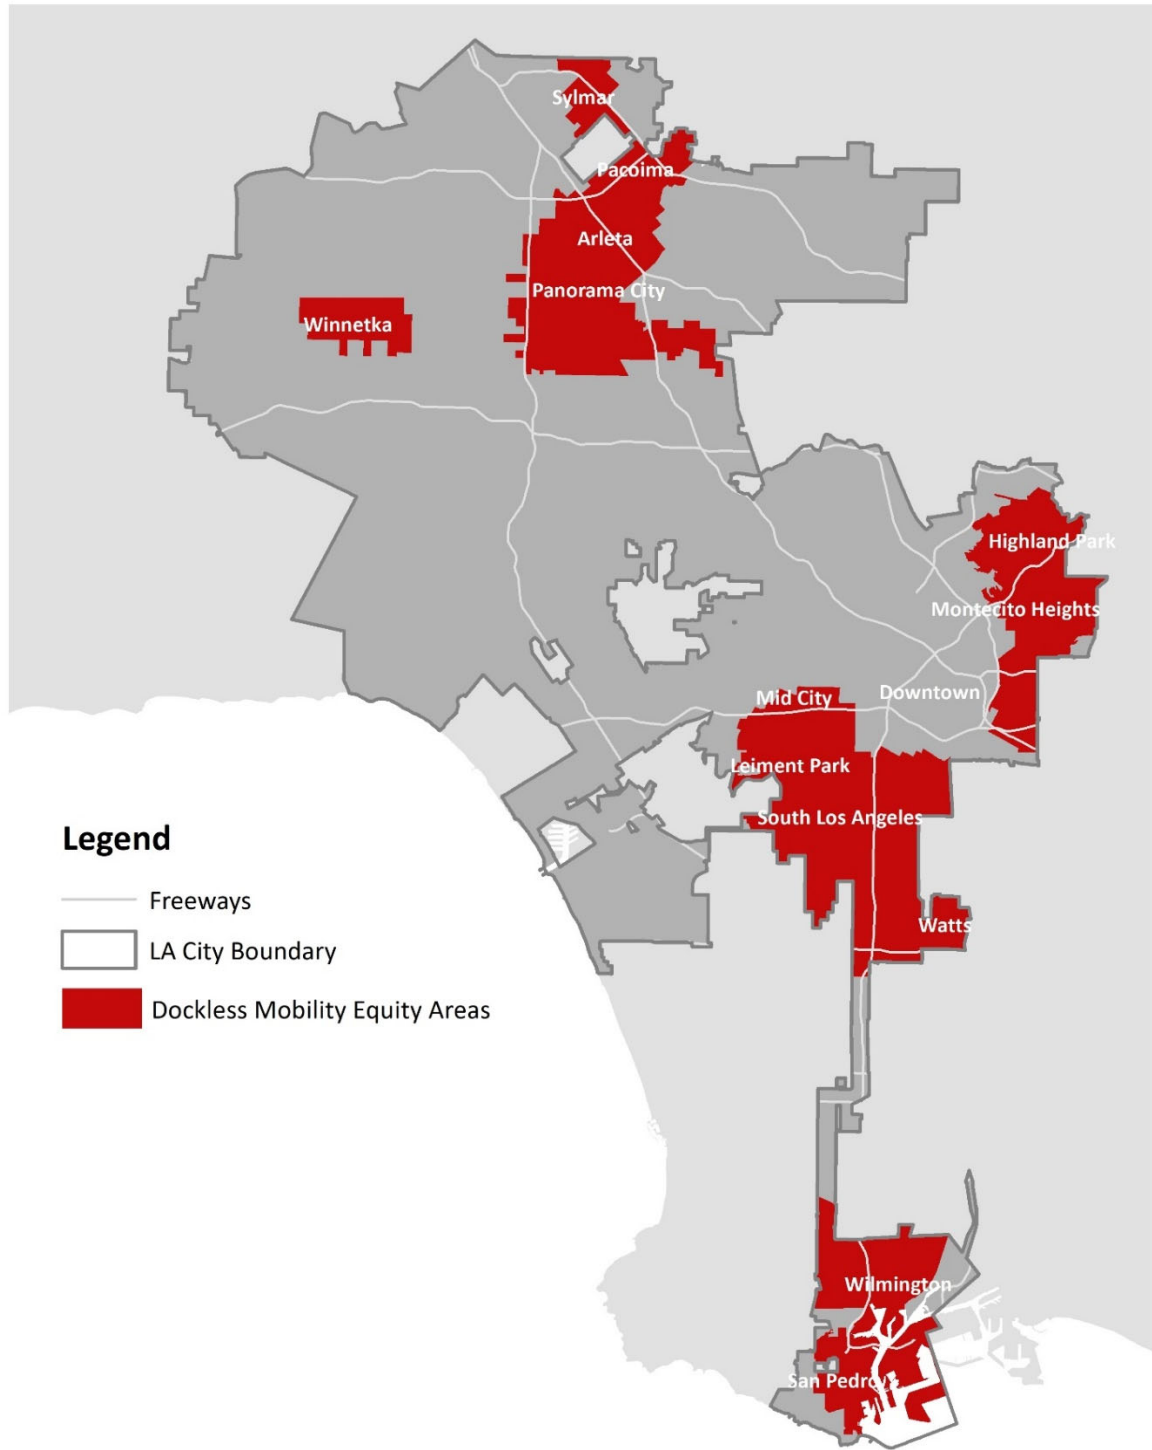 Sylmar
Pacoima
Arleta
Panorama City
Winnetka
Highland Park
Montecito Heights
Downtown
Mid City
Leiment Park
South Los Angeles
Watts
Legend
Freeways
LA City Boundary
Dockless Mobility Equity Areas
Wilmington
San Pedro